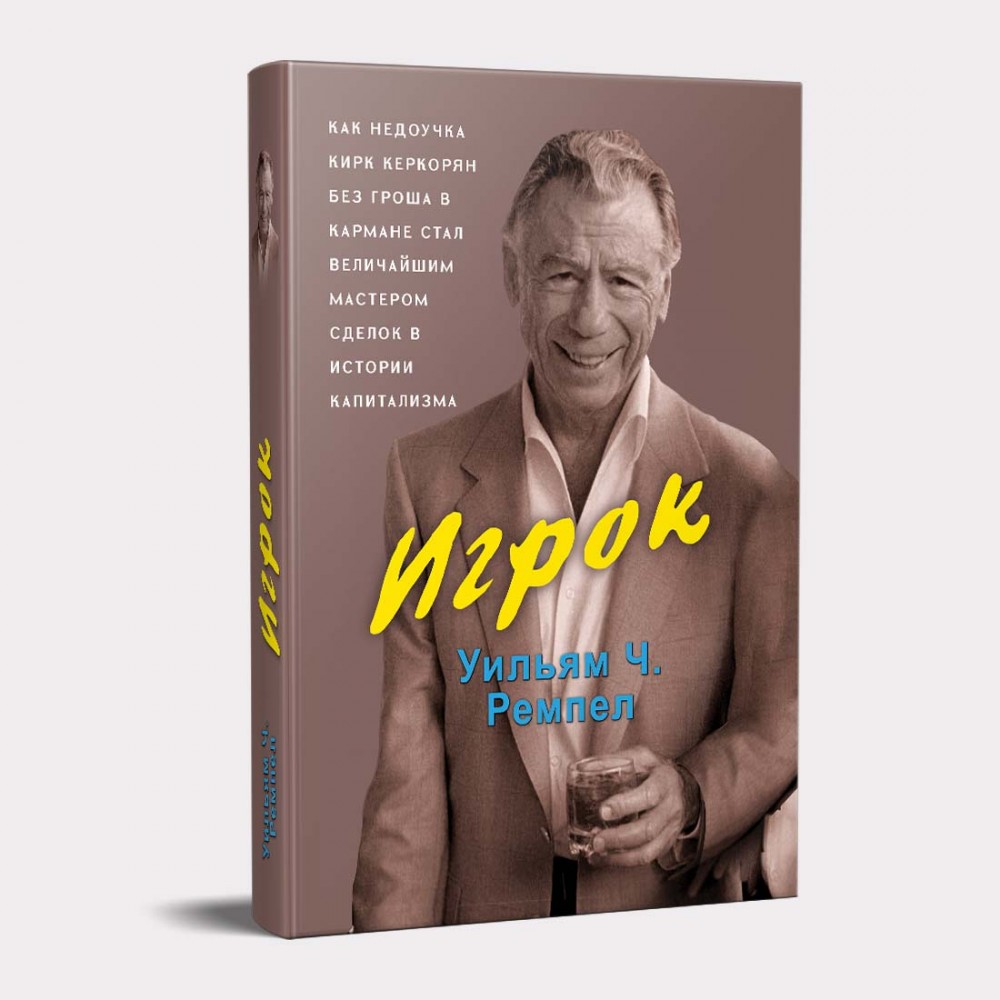 КАК НЕДОУЧКА
КИРК КЕРКОРЯН
БЕЗ ГРОША В
КАРМАНЕ СТАЛ
ВЕЛИЧАЙШИМ
МАСТЕРОМ
СДЕЛОК В
ИСТОРИИ
КАПИТАЛИЗМА
Игрок
Уильям Ч.
Ремпел
Игрок
Уильям Ч.
Ремпел